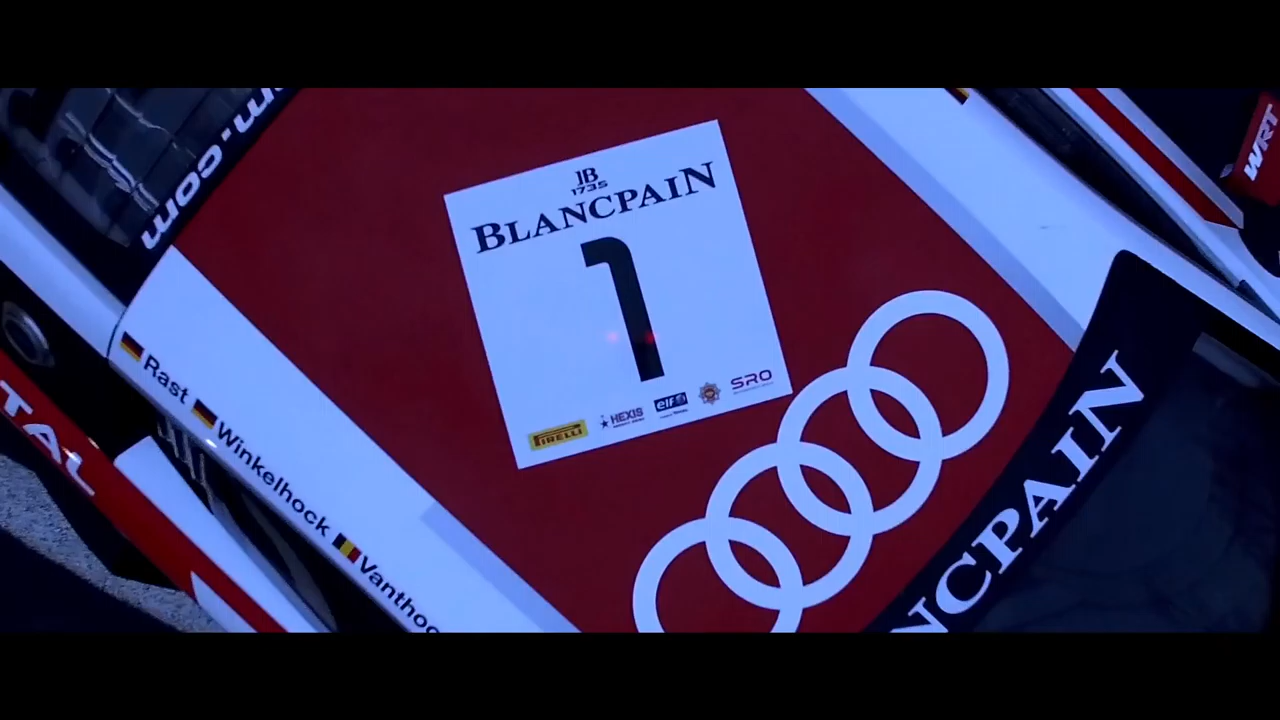 m.com
WRT
JB
1735
BLANCPAIN
1
PIRELLI
HEXIS
elf
SRO
Rast
Winkelhock
Vanthoo
TAL
NCPAIN